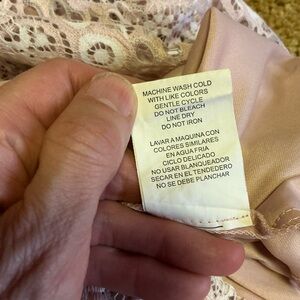 MACHINE WASH COLD
WITH LIKE COLORS
GENTLE CYCLE
DO NOT BLEACH
LINE DRY
DO NOT IRON
LAVAR A MAQUINA CON
COLORES SIMILARES
EN AGUA FRIA
CICLO DELICADO
NO USAR BLANQUEADOR
SECAR EN EL TENDEDERO
NO SE DEBE PLANCHAR